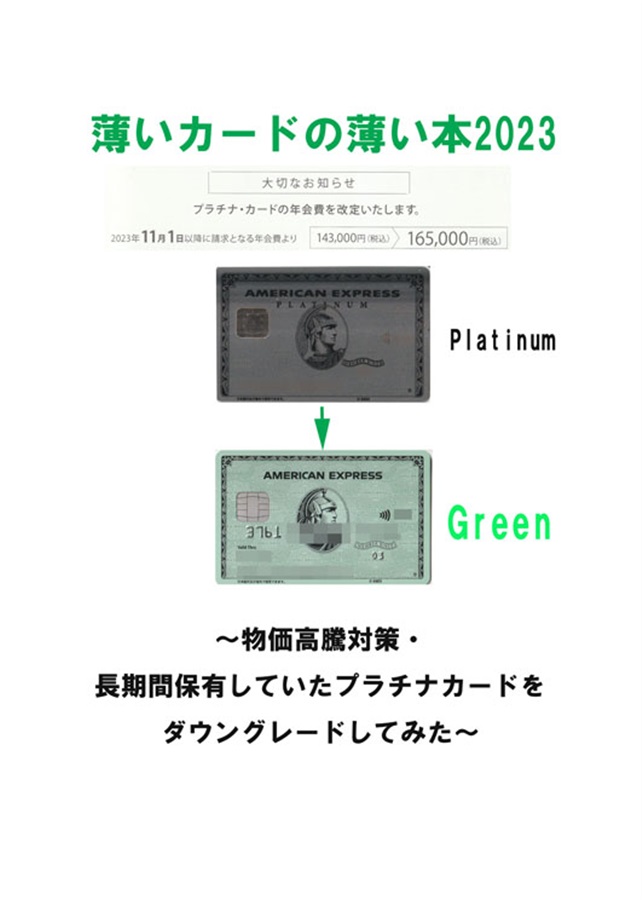 薄いカードの薄い本2023
大切なお知らせ
プラチナ・カードの年会費を改定いたします。
2023年11月1日以降に請求となる年会費より 143,000円(税込) 165,000円(税込)
AMERICAN EXPRESS
PLATINUM
Platinum
AMERICAN EXPRESS
Green
～物価高騰対策・
長期間保有していたプラチナカードを
ダウングレードしてみた～